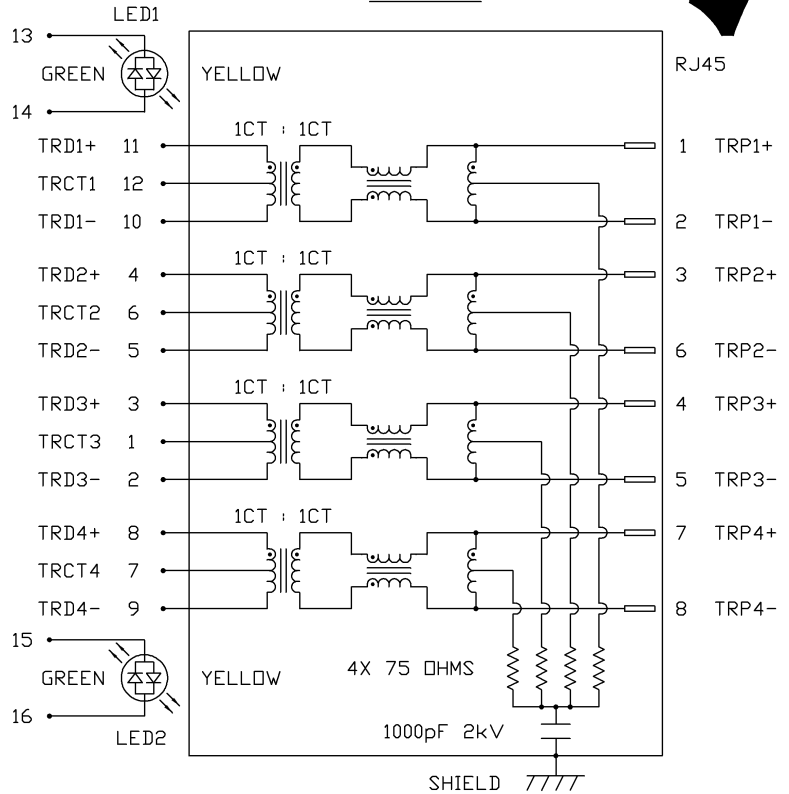 LED1
13
RJ45
GREEN YELLOW
14
1CT : 1CT
TRD1+ 11 1 TRP1+
TRCT1 12
TRD1- 10 2 TRP1-
1CT : 1CT
TRD2+ 4 3 TRP2+
TRCT2 6
TRD2- 5 6 TRP2-
1CT : 1CT
TRD3+ 3 4 TRP3+
TRCT3 1
TRD3- 2 5 TRP3-
1CT : 1CT
TRD4+ 8 7 TRP4+
TRCT4 7
TRD4- 9 8 TRP4-
15
4X 75 OHMS
GREEN YELLOW
16
1000pF 2kV
LED2
SHIELD